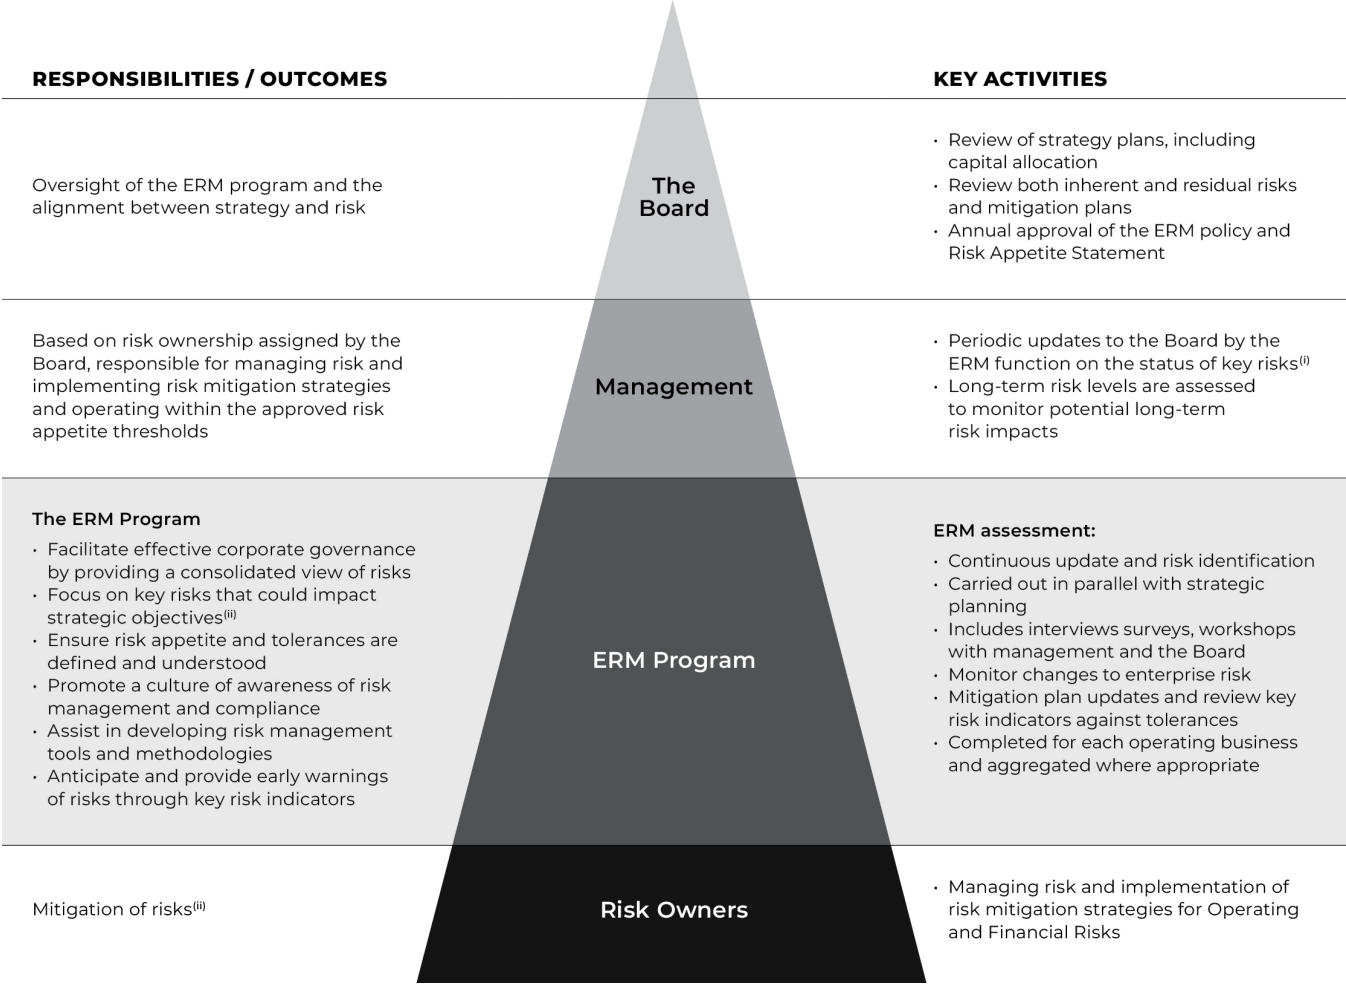 RESPONSIBILITIES / OUTCOMES
KEY ACTIVITIES
Oversight of the ERM program and the
alignment between strategy and risk
The
Board
• Review of strategy plans, including
capital allocation
• Review both inherent and residual risks
and mitigation plans
• Annual approval of the ERM policy and
Risk Appetite Statement
Based on risk ownership assigned by the
Board, responsible for managing risk and
implementing risk mitigation strategies
and operating within the approved risk
appetite thresholds
Management
• Periodic updates to the Board by the
ERM function on the status of key risks(i)
• Long-term risk levels are assessed
to monitor potential long-term
risk impacts
The ERM Program
• Facilitate effective corporate governance
by providing a consolidated view of risks
• Focus on key risks that could impact
strategic objectives(ii)
• Ensure risk appetite and tolerances are
defined and understood
• Promote a culture of awareness of risk
management and compliance
• Assist in developing risk management
tools and methodologies
• Anticipate and provide early warnings
of risks through key risk indicators
ERM Program
ERM assessment:
• Continuous update and risk identification
• Carried out in parallel with strategic
planning
• Includes interviews surveys, workshops
with management and the Board
• Monitor changes to enterprise risk
• Mitigation plan updates and review key
risk indicators against tolerances
• Completed for each operating business
and aggregated where appropriate
Mitigation of risks(ii)
Risk Owners
• Managing risk and implementation of
risk mitigation strategies for Operating
and Financial Risks